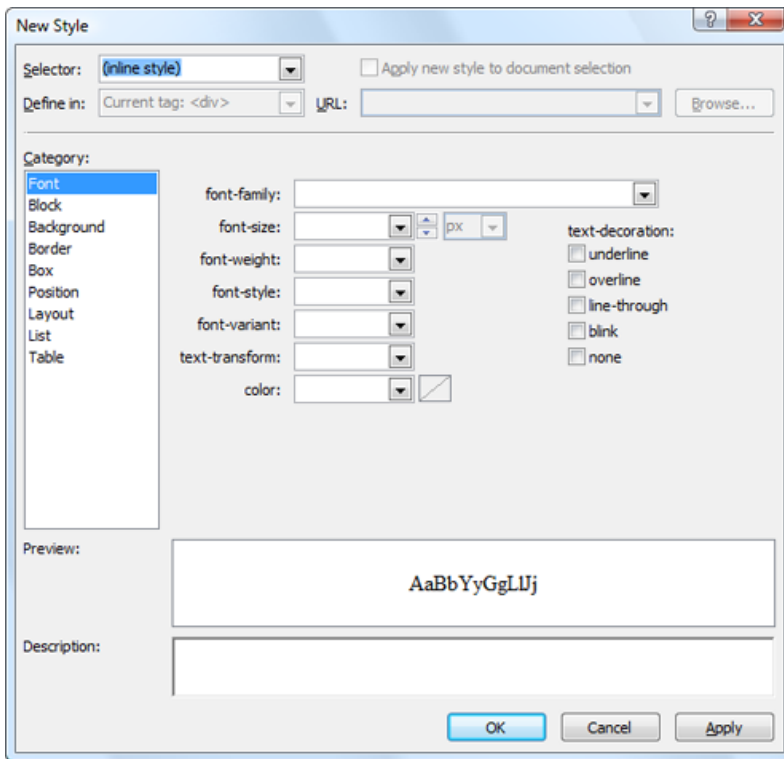 New Style
Selector: (inline style) Apply new style to document selection
Define in: Current tag: <div> URL: Browse...
Category:
Font
Block
Background
Border
Box
Position
Layout
List
Table
font-family:
font-size: px
font-weight:
font-style:
font-variant:
text-transform:
color:
text-decoration:
underline
overline
line-through
blink
none
Preview:
AaBbYyGgLlJj
Description:
OK Cancel Apply